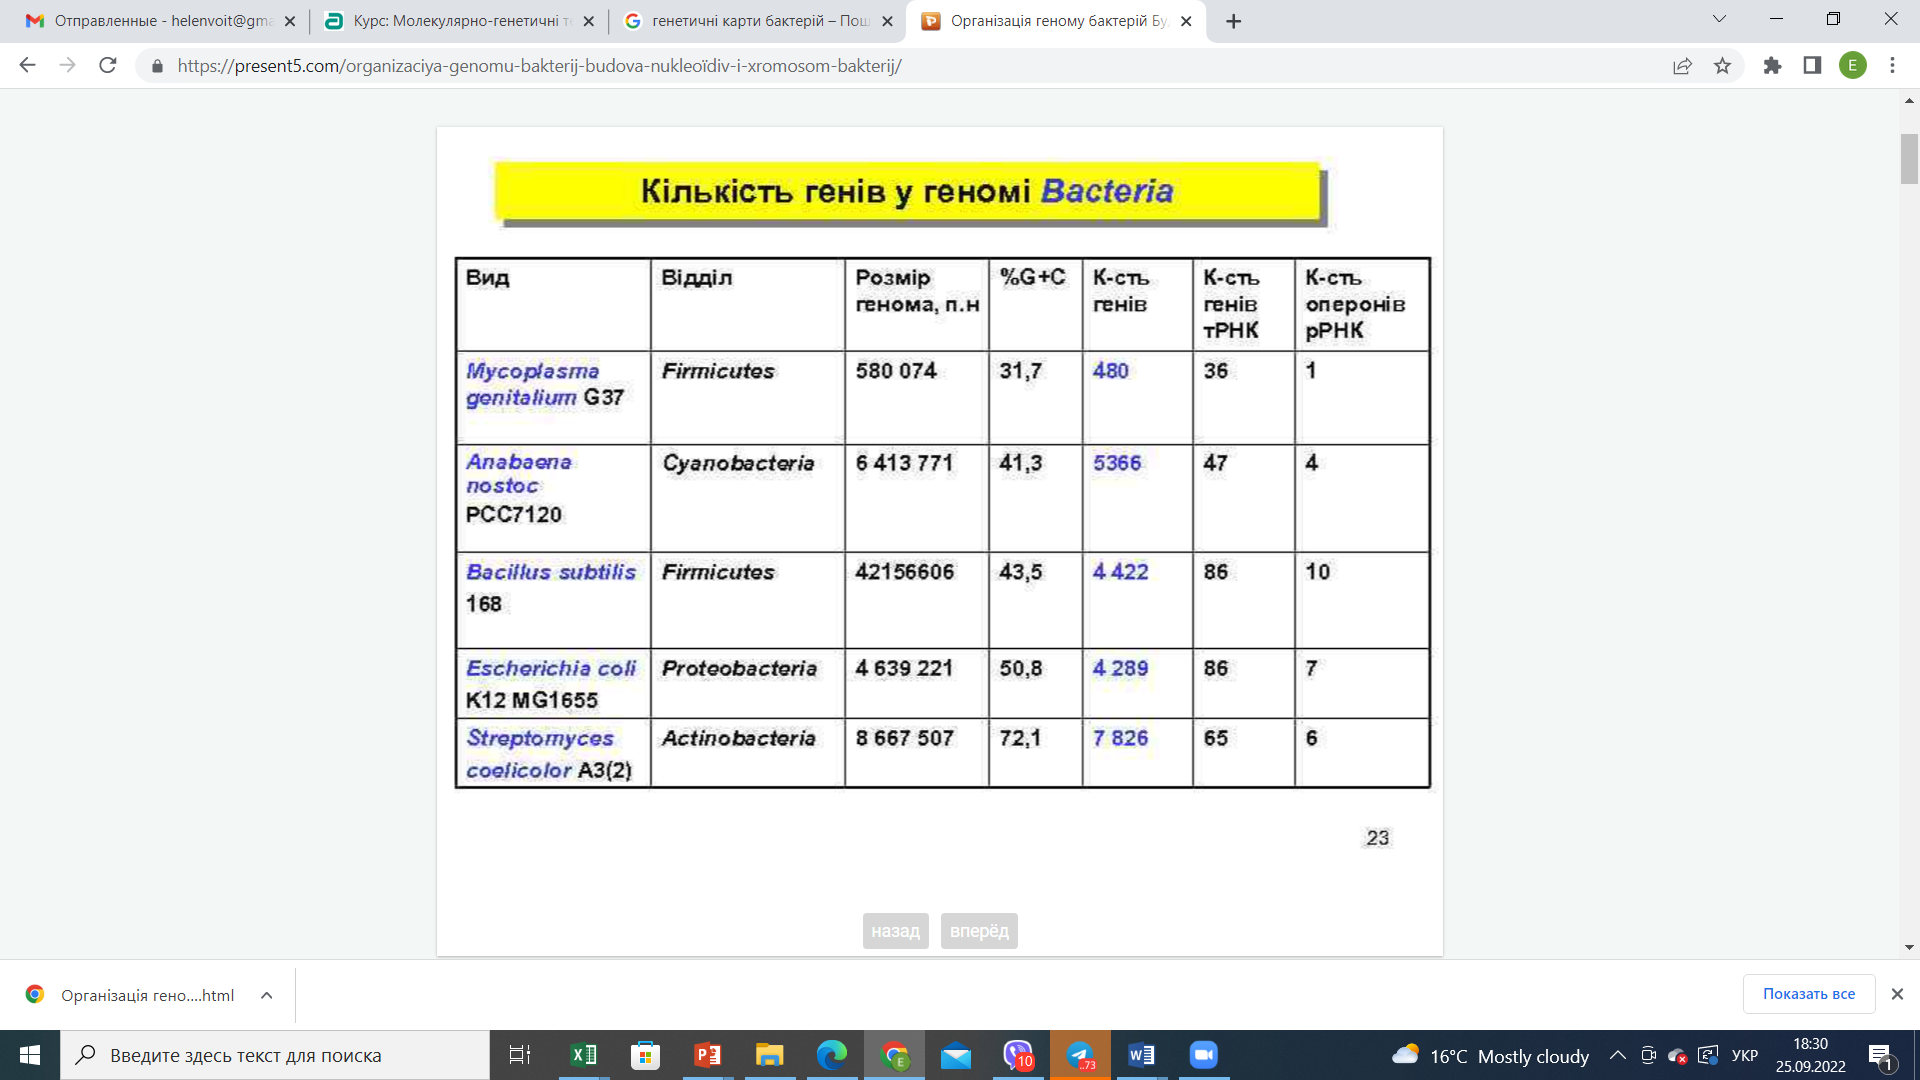 Отправленные - helenvoit@gma
Курс: Молекулярно-генетичні т
генетичні карти бактерій – Пош
Організація геному бактерій Бу
https://present5.com/organizaciya-genomu-bakterij-budova-nukleoїdiv-i-xromosom-bakterij/
E
Кількість генів у геномі Bacteria
Вид
Відділ
Розмір
генома, п.н
%G+C
К-сть
генів
К-сть
генів
тРНК
К-сть
оперонів
рРНК
Mycoplasma
genitalium G37
Firmicutes
580 074
31,7
480
36
1
Anabaena
nostoc
PCC7120
Cyanobacteria
6 413 771
41,3
5366
47
4
Bacillus subtilis
168
Firmicutes
42156606
43,5
4 422
86
10
Escherichia coli
K12 MG1655
Proteobacteria
4 639 221
50,8
4 289
86
7
Streptomyces
coelicolor A3(2)
Actinobacteria
8 667 507
72,1
7 826
65
6
23
назад вперёд
Організація гено....html
Показать все
Введите здесь текст для поиска
E
10
..73
16°C Mostly cloudy
УКР
18:30
25.09.2022
1